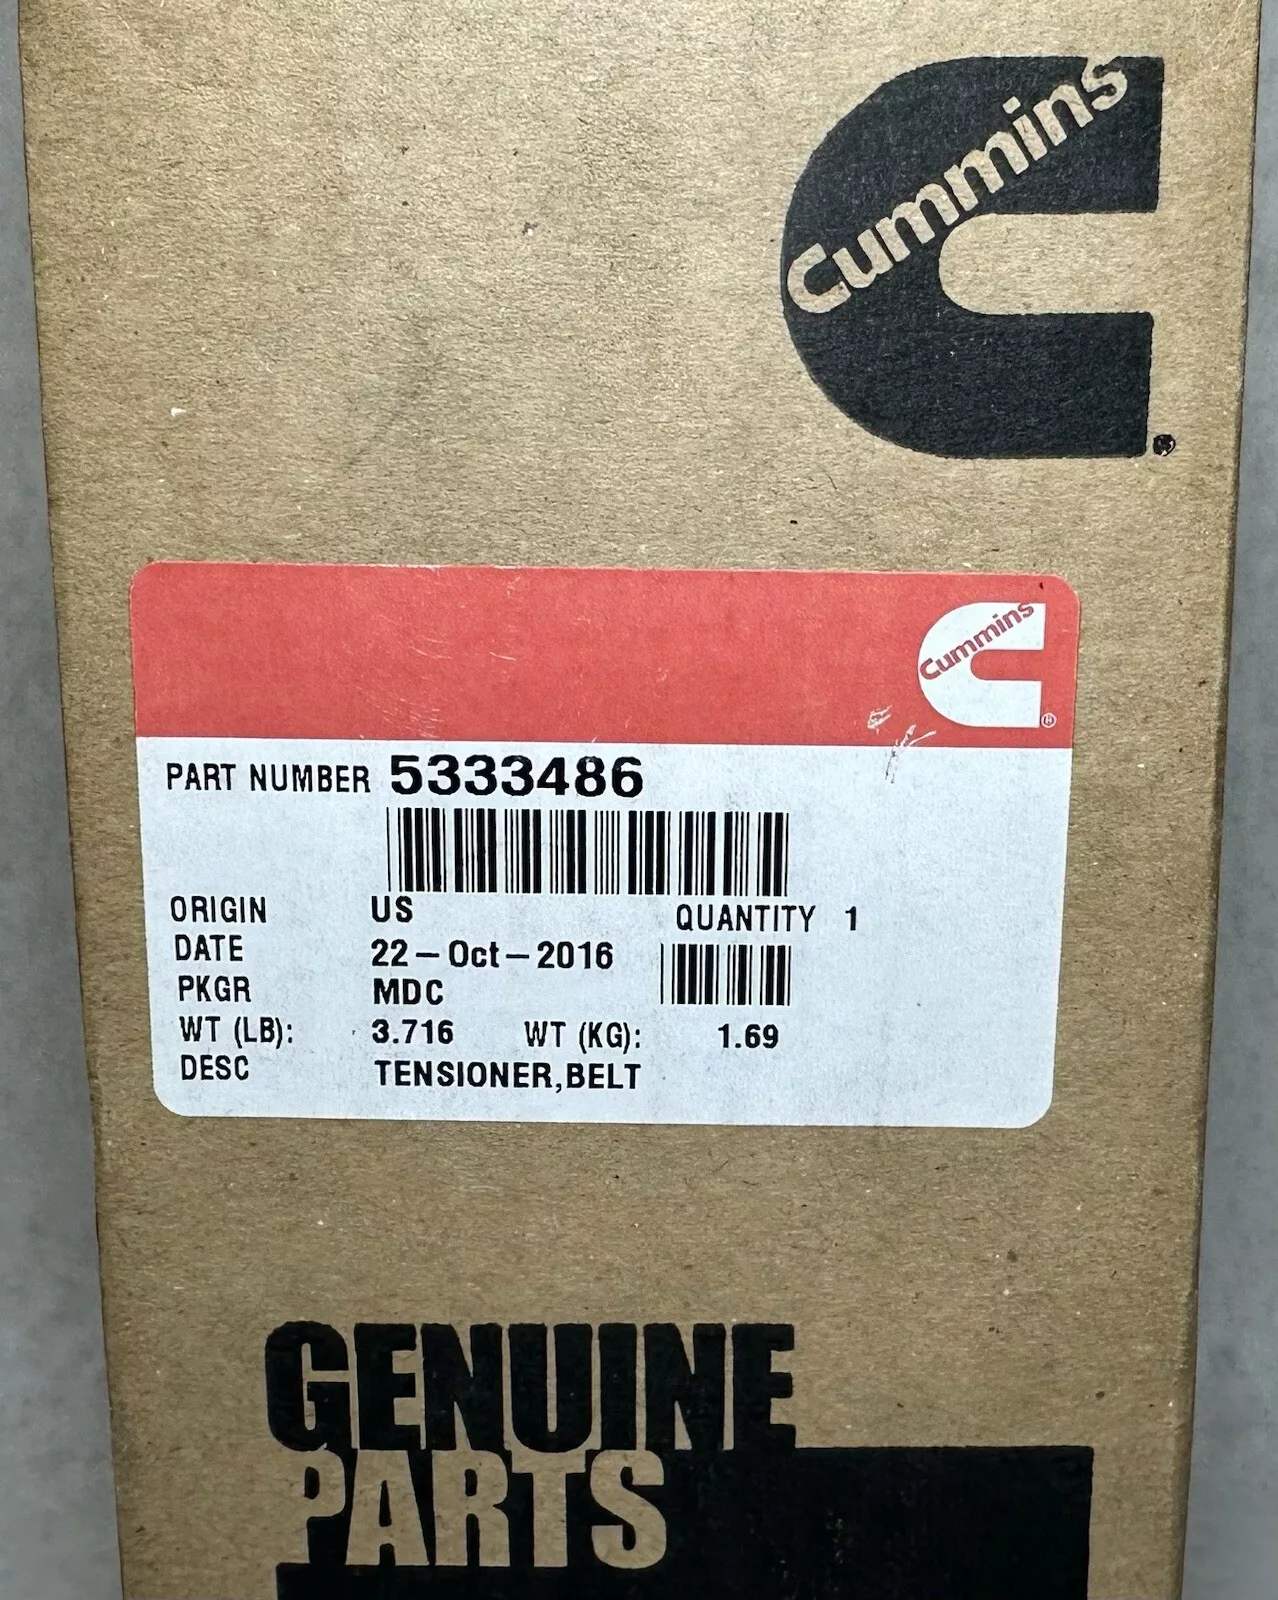 Cummins
Cummins
PART NUMBER 5333486
ORIGIN US QUANTITY 1
DATE 22-Oct-2016
PKGR MDC
WT (LB): 3.716 WT (KG): 1.69
DESC TENSIONER,BELT
GENUINE
PARTS